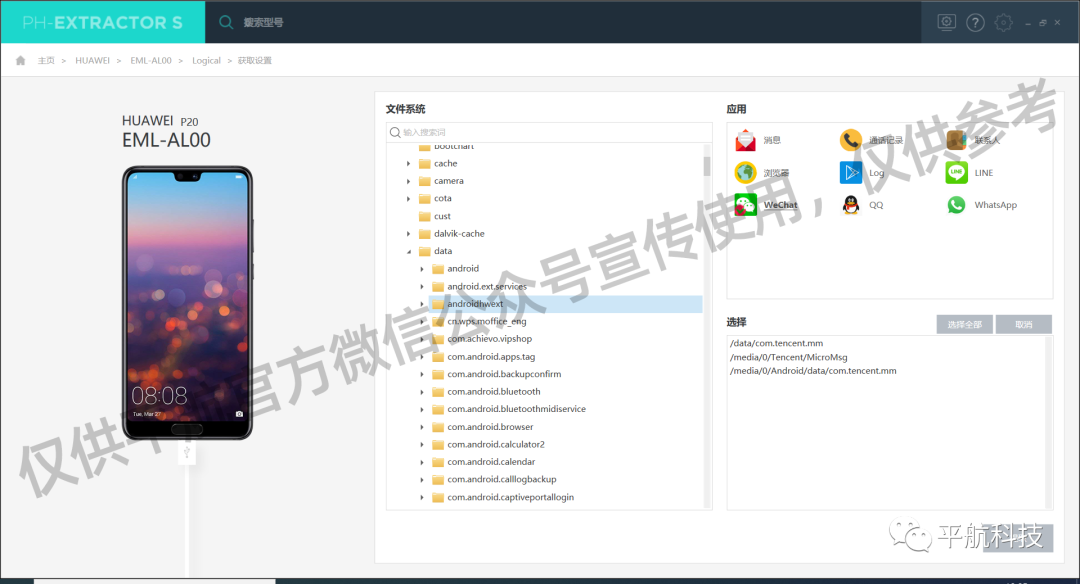 PH-EXTRACTOR S
搜索型号
主页 > HUAWEI > EML-AL00 > Logical > 获取设置
HUAWEI P20
EML-AL00
08:08
Tue, Mar 27
文件系统
输入搜索词
bootchart
cache
camera
cota
cust
dalvik-cache
data
android
android.ext.services
androidhwext
cn.wps.moffice_eng
com.achievo.vipshop
com.android.apps.tag
com.android.backupconfirm
com.android.bluetooth
com.android.bluetoothmidiservice
com.android.browser
com.android.calculator2
com.android.calendar
com.android.calllogbackup
com.android.captiveportallogin
应用
消息
通话记录
联系人
浏览器
Log
LINE
WeChat
QQ
WhatsApp
选择
选择全部
取消
/data/com.tencent.mm
/media/0/Tencent/MicroMsg
/media/0/Android/data/com.tencent.mm
仅供平航官方微信公众号宣传使用，仅供参考
平航科技